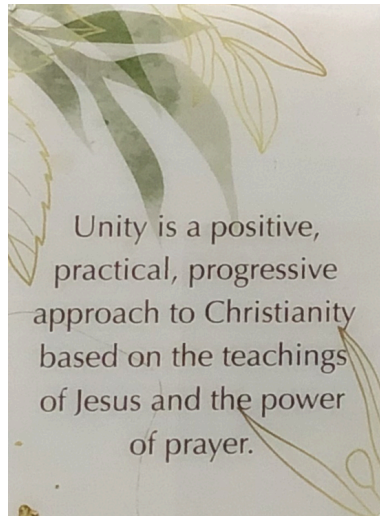 Unity is a positive,
practical, progressive
approach to Christianity
based on the teachings
of Jesus and the power
of prayer.